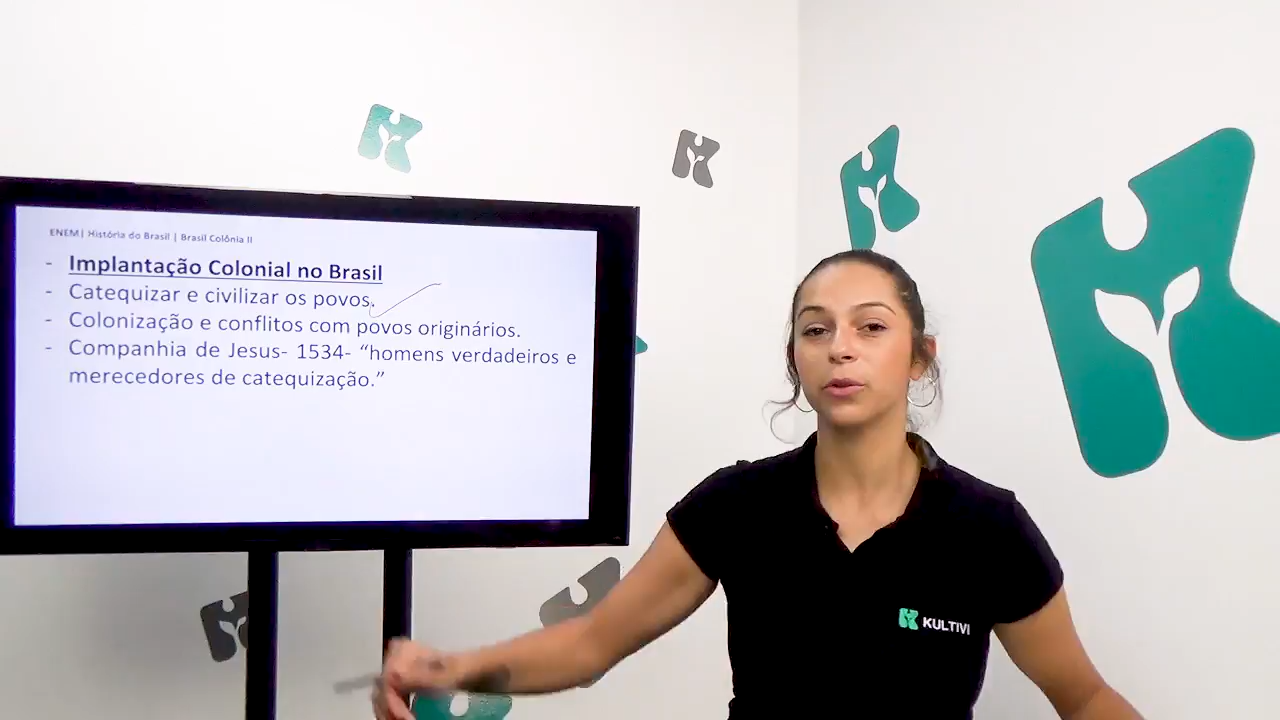 ENEM| História do Brasil | Brasil Colônia II
- Implantação Colonial no Brasil
- Catequizar e civilizar os povos.
- Colonização e conflitos com povos originários.
- Companhia de Jesus- 1534- “homens verdadeiros e
merecedores de catequização.”
KULTIVI